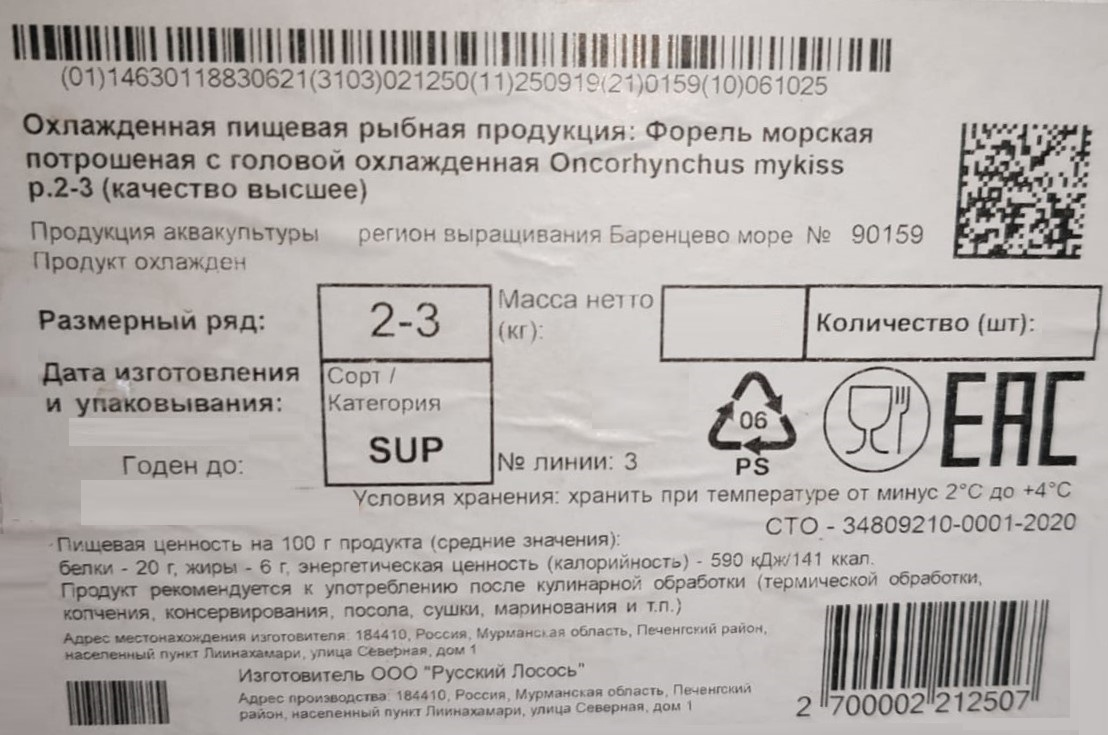 (01)14630118830621(3103)021250(11)250919(21)0159(10)061025
Охлажденная пищевая рыбная продукция: Форель морская
потрошеная с головой охлажденная Oncorhynchus mykiss
р.2-3 (качество высшее)
Продукция аквакультуры регион выращивания Баренцево море № 90159
Продукт охлажден
Размерный ряд:
2-3
Масса нетто
(кг):
Количество (шт):
Дата изготовления
и упаковывания:
Сорт /
Категория
SUP
06
PS
EAC
Годен до:
№ линии: 3
Условия хранения: хранить при температуре от минус 2°C до +4°C
СТО - 34809210-0001-2020
Пищевая ценность на 100 г продукта (средние значения):
белки - 20 г, жиры - 6 г, энергетическая ценность (калорийность) - 590 кДж/141 ккал.
Продукт рекомендуется к употреблению после кулинарной обработки (термической обработки,
копчения, консервирования, посола, сушки, маринования и т.п.)
Адрес местонахождения изготовителя: 184410, Россия, Мурманская область, Печенгский район,
населенный пункт Лиинахамари, улица Северная, дом 1
Изготовитель ООО "Русский Лосось"
Адрес производства: 184410, Россия, Мурманская область, Печенгский
район, населенный пункт Лиинахамари, улица Северная, дом 1
2 700002 212507